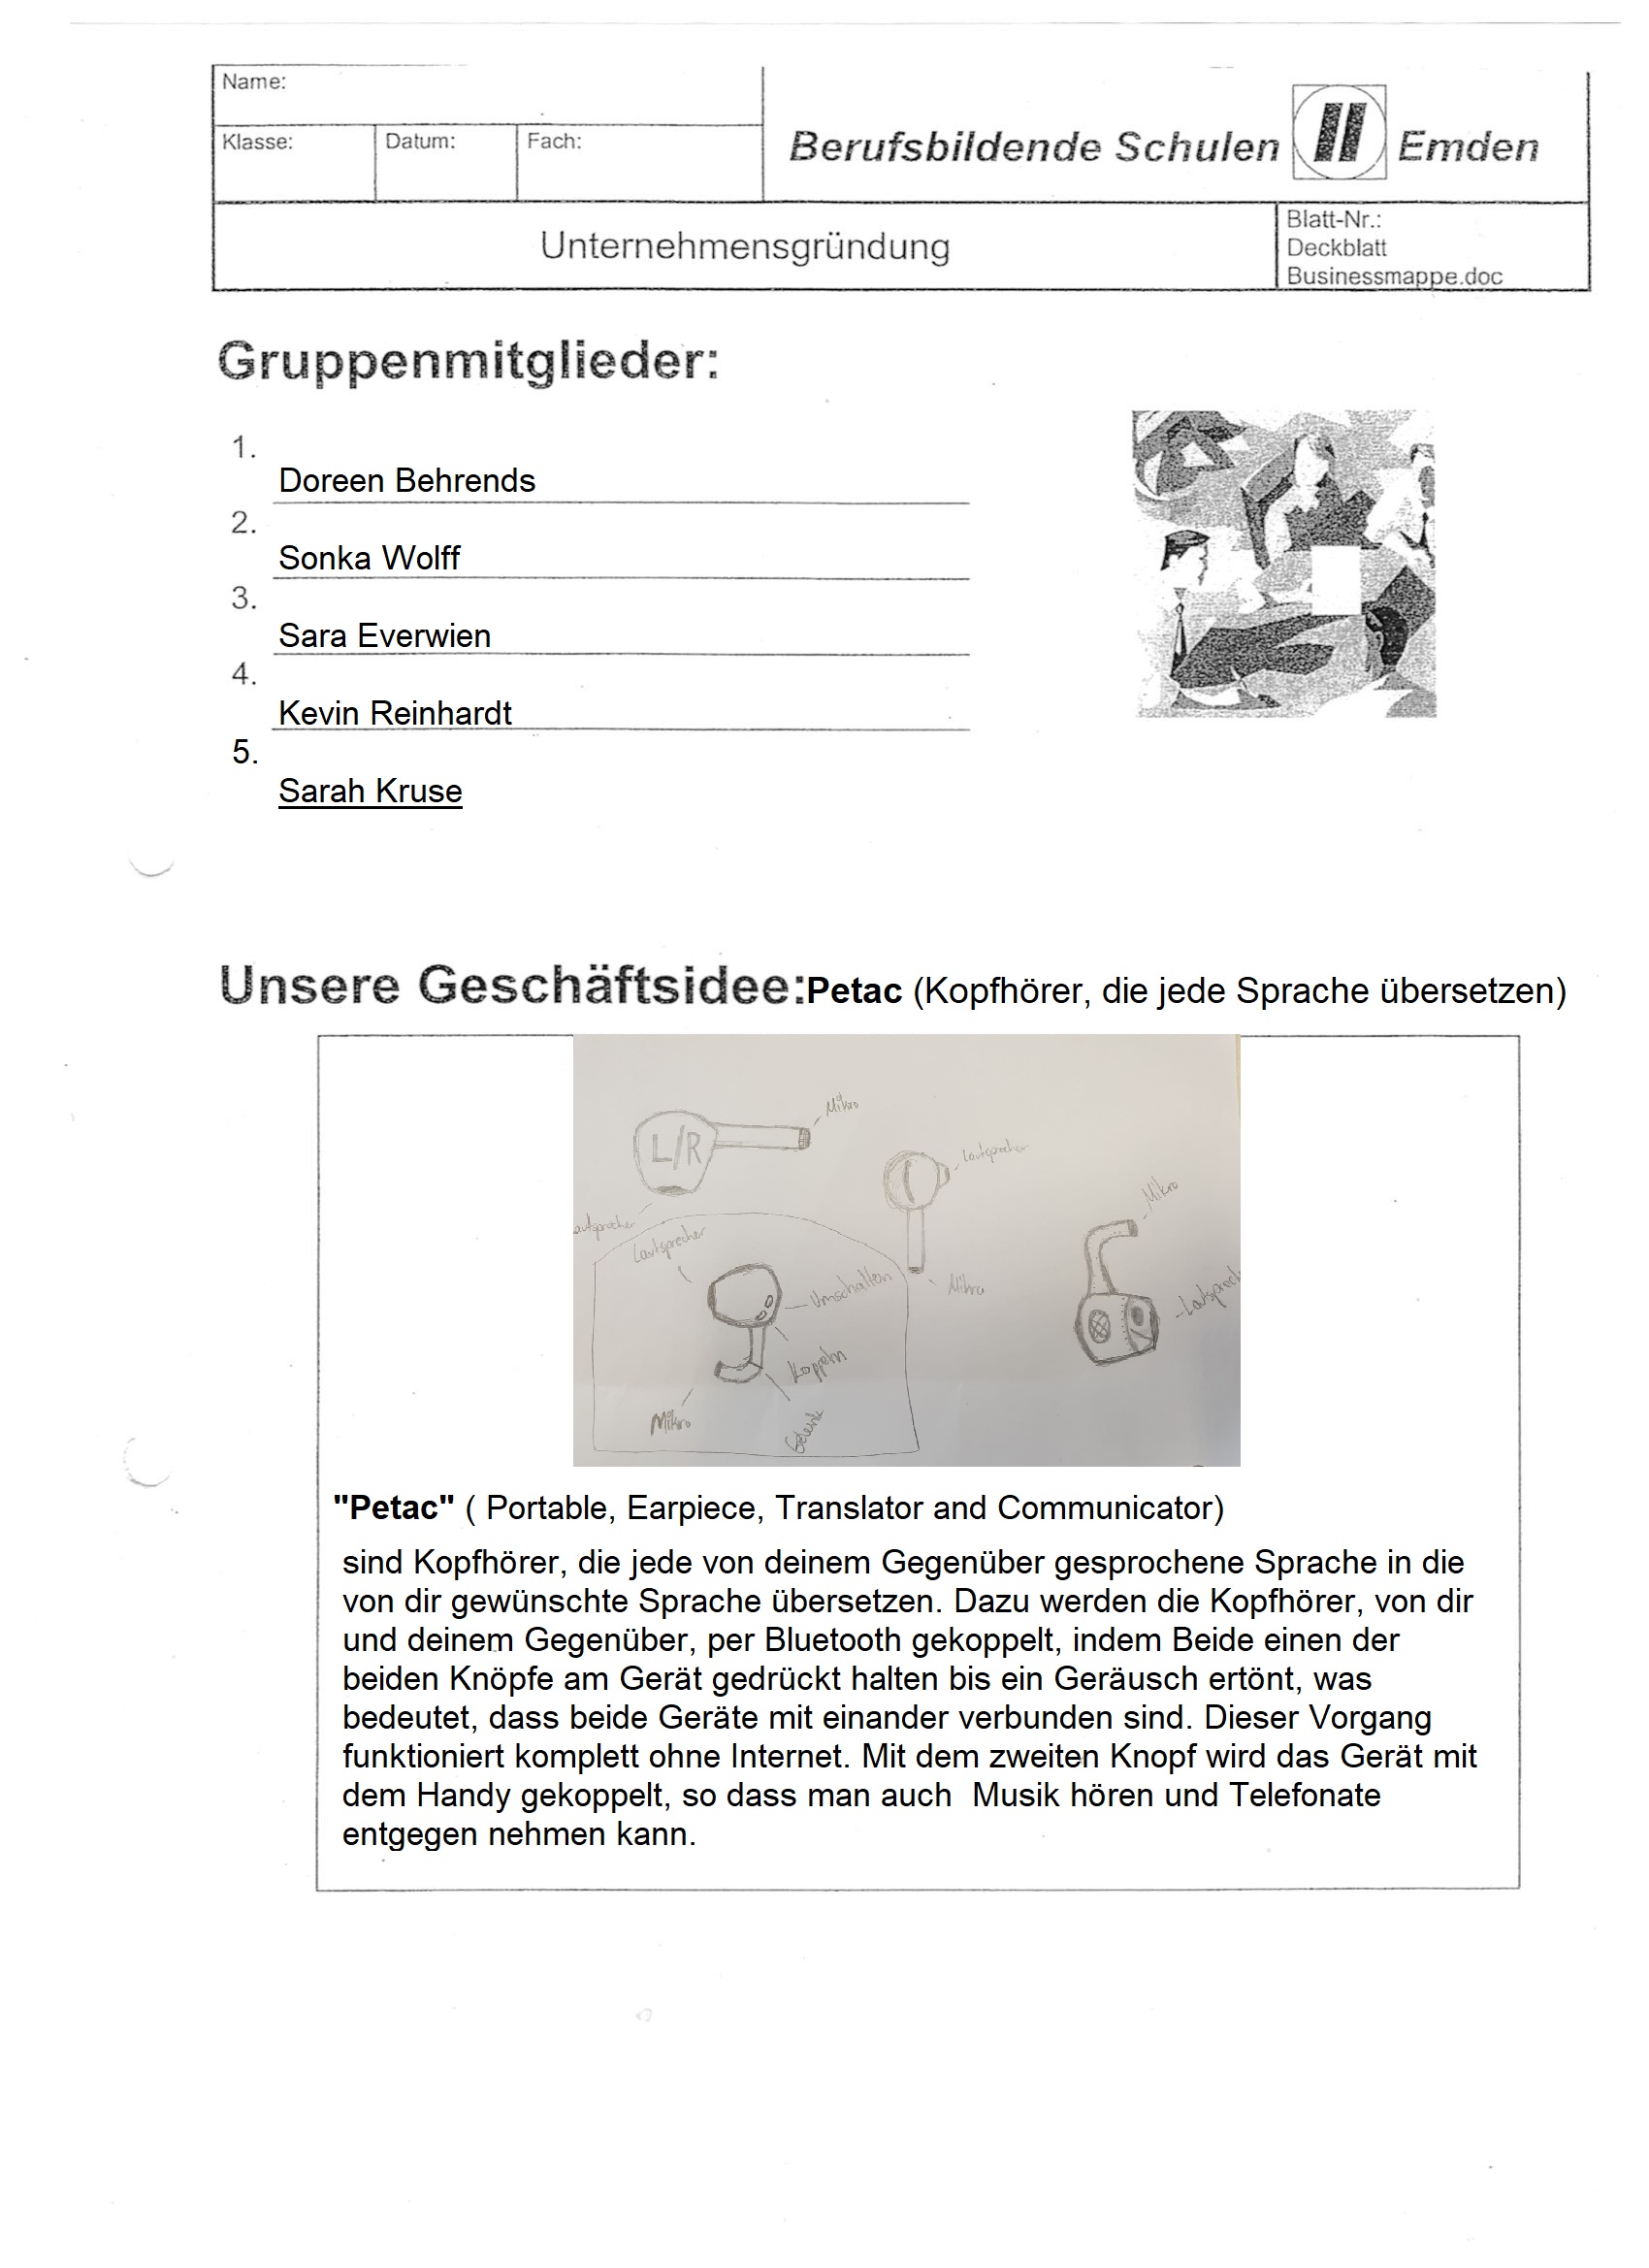 Name:
Klasse:
Datum:
Fach:
Berufsbildende Schulen II Emden
Unternehmensgründung
Blatt-Nr.:
Deckblatt
Businessmappe.doc
Gruppenmitglieder:
1.
Doreen Behrends
2.
Sonka Wolff
3.
Sara Everwien
4.
Kevin Reinhardt
5.
Sarah Kruse
Unsere Geschäftsidee:Petac (Kopfhörer, die jede Sprache übersetzen)
Mikro
L/R
Lautsprecher
Mikro
autsprecher
Lautsprecher
Umschalten
Mikro
Lautsprech
Koppeln
Mikro
Gelenk
"Petac" ( Portable, Earpiece, Translator and Communicator)
sind Kopfhörer, die jede von deinem Gegenüber gesprochene Sprache in die
von dir gewünschte Sprache übersetzen. Dazu werden die Kopfhörer, von dir
und deinem Gegenüber, per Bluetooth gekoppelt, indem Beide einen der
beiden Knöpfe am Gerät gedrückt halten bis ein Geräusch ertönt, was
bedeutet, dass beide Geräte mit einander verbunden sind. Dieser Vorgang
funktioniert komplett ohne Internet. Mit dem zweiten Knopf wird das Gerät mit
dem Handy gekoppelt, so dass man auch  Musik hören und Telefonate
entgegen nehmen kann.